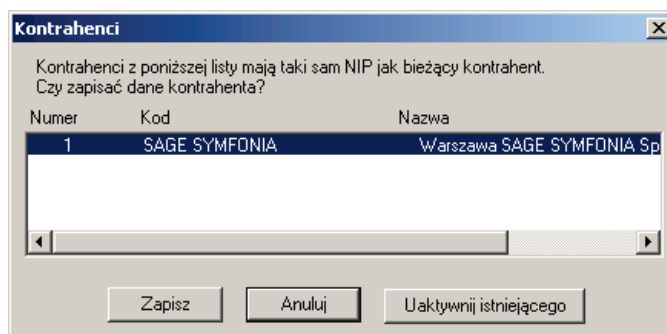 Kontrahenci
Kontrahenci z poniższej listy mają taki sam NIP jak bieżący kontrahent.
Czy zapisać dane kontrahenta?
Numer Kod Nazwa
1 SAGE SYMFONIA Warszawa SAGE SYMFONIA Sp
Zapisz Anuluj Uaktywnij istniejącego